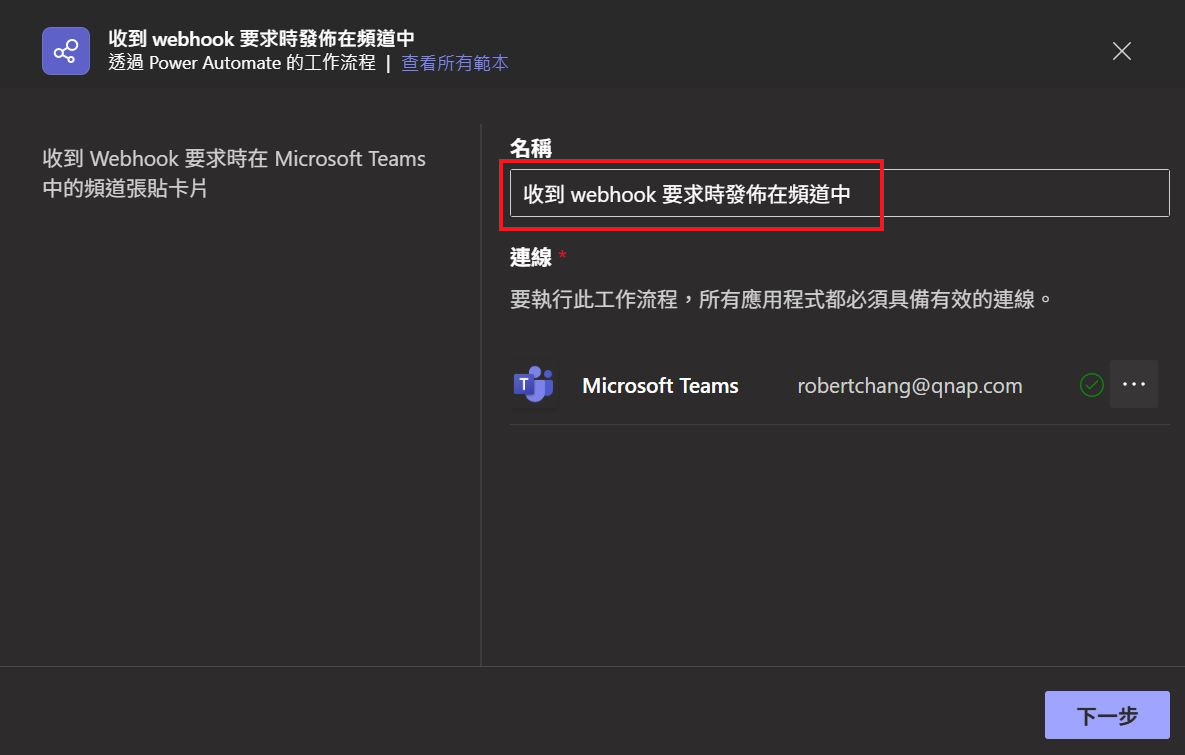 收到 webhook 要求時發佈在頻道中
透過 Power Automate 的工作流程 | 查看所有範本
收到 Webhook 要求時在 Microsoft Teams
中的頻道張貼卡片
名稱
收到 webhook 要求時發佈在頻道中
連線 *
要執行此工作流程，所有應用程式都必須具備有效的連線。
T
Microsoft Teams robertchang@qnap.com
下一步